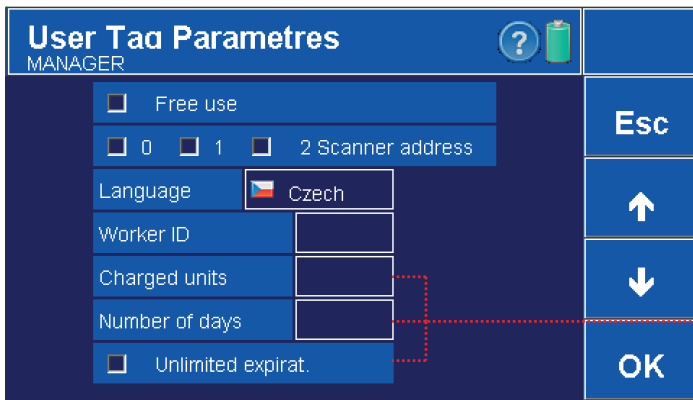 User Tag Parametres
MANAGER
?
Free use
0 1 2 Scanner address
Language Czech
Worker ID
Charged units
Number of days
Unlimited expirat.
Esc
OK